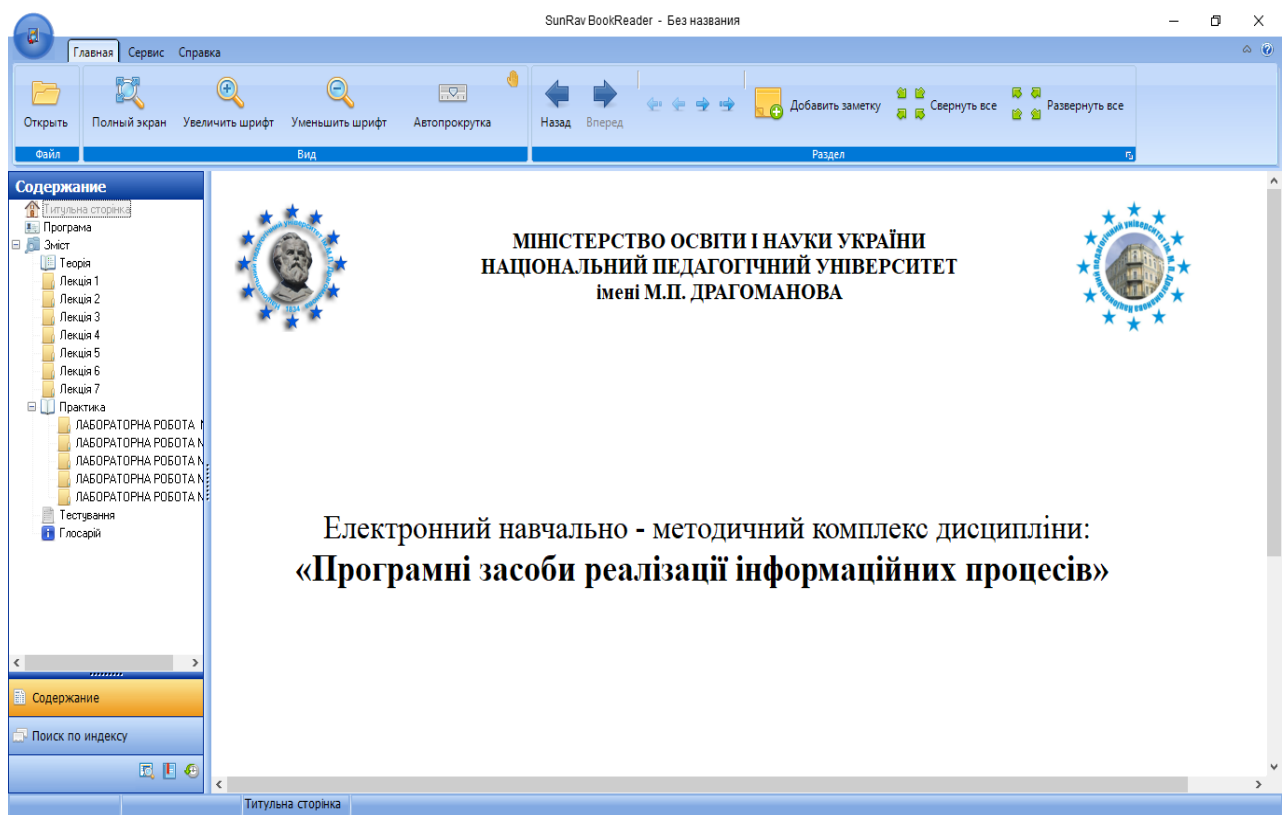 SunRav BookReader - Без названия
Главная Сервис Справка
Открыть Полный экран Увеличить шрифт Уменьшить шрифт Автопрокрутка Назад Вперед Добавить заметку Свернуть все Развернуть все
Файл Вид Раздел
Содержание
Титульна сторінка
Програма
Зміст
Теорія
Лекція 1
Лекція 2
Лекція 3
Лекція 4
Лекція 5
Лекція 6
Лекція 7
Практика
ЛАБОРАТОРНА РОБОТА
ЛАБОРАТОРНА РОБОТА
ЛАБОРАТОРНА РОБОТА
ЛАБОРАТОРНА РОБОТА
ЛАБОРАТОРНА РОБОТА
Тестування
Глосарій
Содержание
Поиск по индексу
МІНІСТЕРСТВО ОСВІТИ І НАУКИ УКРАЇНИ
НАЦІОНАЛЬНИЙ ПЕДАГОГІЧНИЙ УНІВЕРСИТЕТ
імені М.П. ДРАГОМАНОВА
Електронний навчально - методичний комплекс дисципліни:
«Програмні засоби реалізації інформаційних процесів»
Титульна сторінка